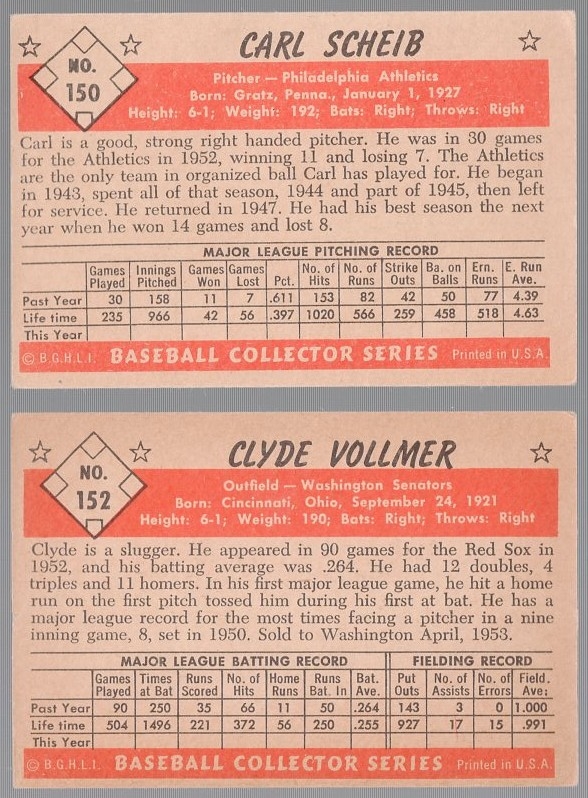 CARL SCHEIB
NO.
150
Pitcher — Philadelphia Athletics
Born: Gratz, Penna., January 1, 1927
Height: 6-1; Weight: 192; Bats: Right; Throws: Right
Carl is a good, strong right handed pitcher. He was in 30 games
for the Athletics in 1952, winning 11 and losing 7. The Athletics
are the only team in organized ball Carl has played for. He began
in 1943, spent all of that season, 1944 and part of 1945, then left
for service. He returned in 1947. He had his best season the next
year when he won 14 games and lost 8.
MAJOR LEAGUE PITCHING RECORD
Games Played Innings Pitched Games Won Games Lost Pct. No. of Hits No. of Runs Strike Outs Ba. on Balls Ern. Runs E. Run Ave.
Past Year 30 158 11 7 .611 153 82 42 50 77 4.39
Life time 235 966 42 56 .397 1020 566 259 458 518 4.63
This Year
© B.G.H.L.I. BASEBALL COLLECTOR SERIES Printed in U.S.A.
CLYDE VOLLMER
NO.
152
Outfield — Washington Senators
Born: Cincinnati, Ohio, September 24, 1921
Height: 6-1; Weight: 190; Bats: Right; Throws: Right
Clyde is a slugger. He appeared in 90 games for the Red Sox in
1952, and his batting average was .264. He had 12 doubles, 4
triples and 11 homers. In his first major league game, he hit a home
run on the first pitch tossed him during his first at bat. He has a
major league record for the most times facing a pitcher in a nine
inning game, 8, set in 1950. Sold to Washington April, 1953.
MAJOR LEAGUE BATTING RECORD FIELDING RECORD
Games Played Times at Bat Runs Scored No. of Hits Home Runs Runs Bat. In Bat. Ave. Put Outs No. of Assists No. of Errors Field. Ave.
Past Year 90 250 35 66 11 50 .264 143 3 0 1.000
Life time 504 1496 221 372 56 250 .255 927 17 15 .991
This Year
© B.G.H.L.I. BASEBALL COLLECTOR SERIES Printed in U.S.A.